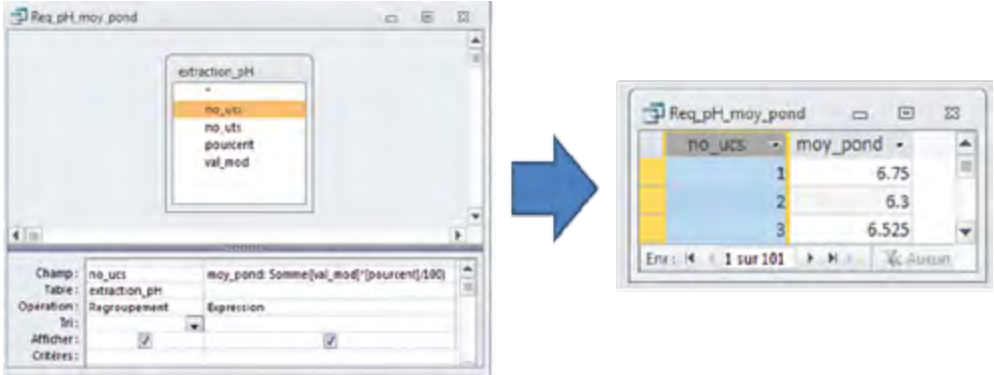 Req_pH_moy_pond
extraction_pH
*
no_ucs
no_uts
pourcent
val_mod
Champ : no_ucs moy_pond: Somme([val_mod]*[pourcent]/100)
Table : extraction_pH
Opération : Regroupement Expression
Tri :
Afficher :
Critères :
Req_pH_moy_pond
no_ucs moy_pond
1 6.75
2 6.3
3 6.525
Enr : 1 sur 101 Aucun